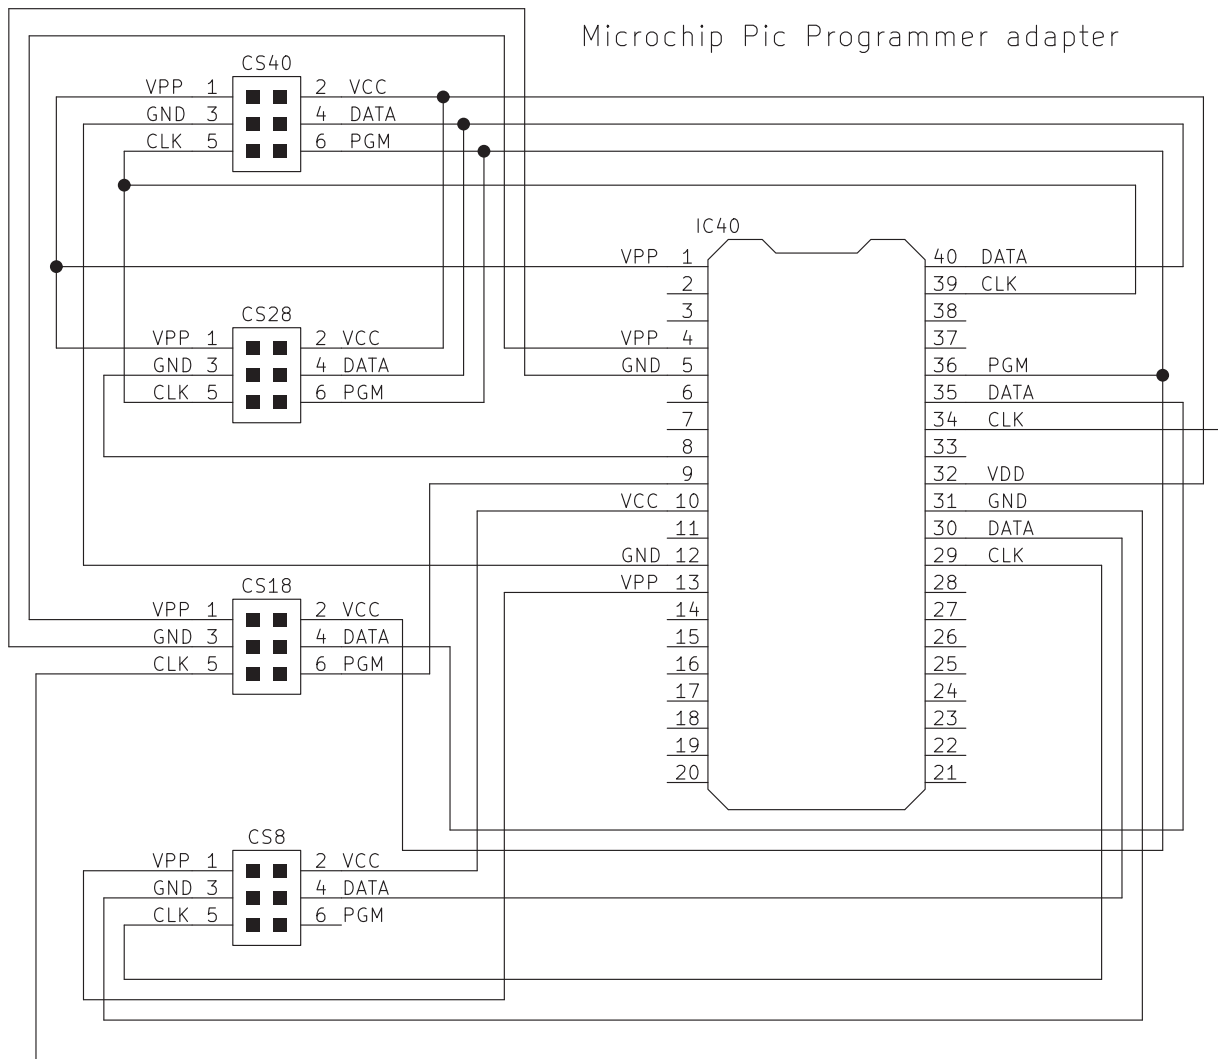 Microchip Pic Programmer adapter
CS40
VPP 1 2 VCC
GND 3 4 DATA
CLK 5 6 PGM
CS28
VPP 1 2 VCC
GND 3 4 DATA
CLK 5 6 PGM
CS18
VPP 1 2 VCC
GND 3 4 DATA
CLK 5 6 PGM
CS8
VPP 1 2 VCC
GND 3 4 DATA
CLK 5 6 PGM
IC40
VPP 1 40 DATA
2 39 CLK
3 38
VPP 4 37
GND 5 36 PGM
6 35 DATA
7 34 CLK
8 33
9 32 VDD
VCC 10 31 GND
11 30 DATA
GND 12 29 CLK
VPP 13 28
14 27
15 26
16 25
17 24
18 23
19 22
20 21